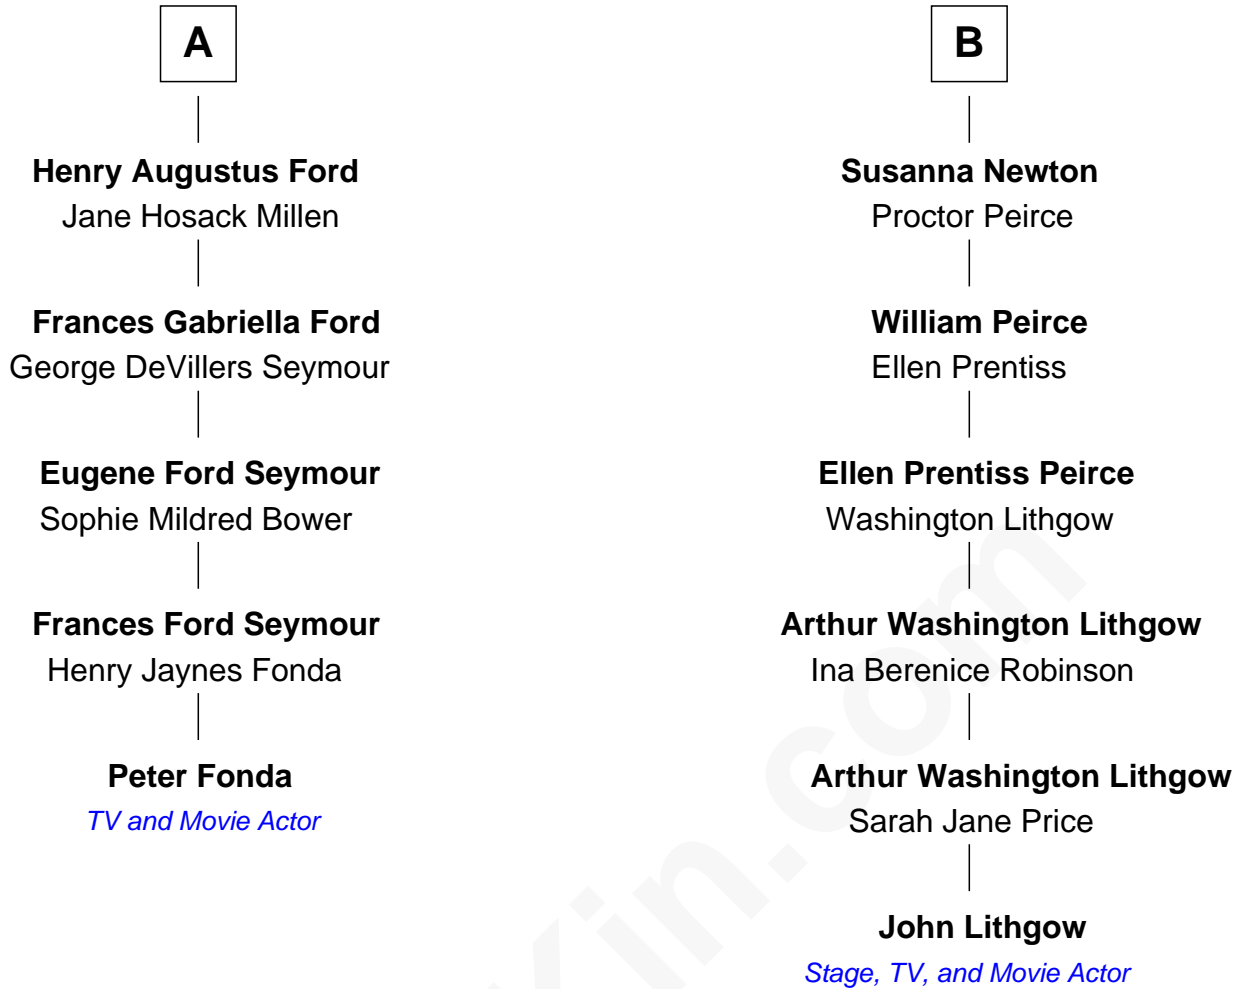 A
B
Henry Augustus Ford
Jane Hosack Millen
Susanna Newton
Proctor Peirce
Frances Gabriella Ford
George DeVillers Seymour
William Peirce
Ellen Prentiss
Eugene Ford Seymour
Sophie Mildred Bower
Ellen Prentiss Peirce
Washington Lithgow
Frances Ford Seymour
Henry Jaynes Fonda
Arthur Washington Lithgow
Ina Berenice Robinson
Peter Fonda
TV and Movie Actor
Arthur Washington Lithgow
Sarah Jane Price
John Lithgow
Stage, TV, and Movie Actor
Kin.com